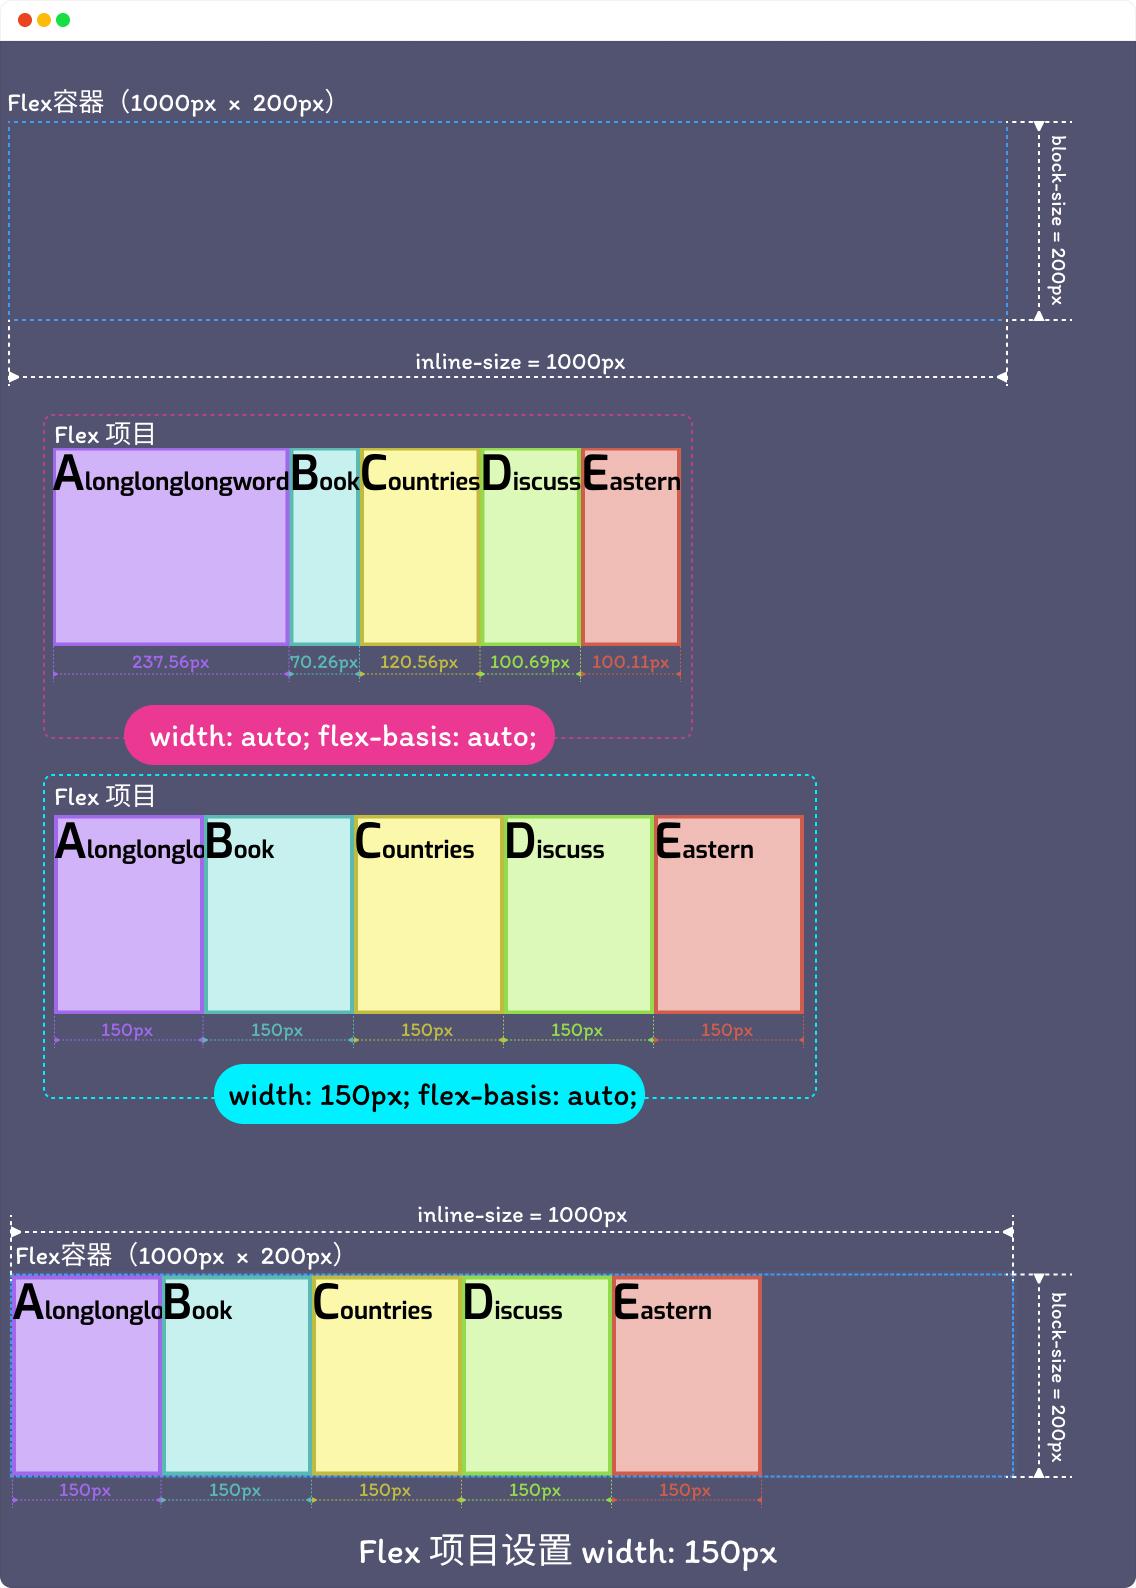 Flex容器（1000px × 200px）
block-size = 200px
inline-size = 1000px
Flex 项目
Alonglonglongword Book Countries Discuss Eastern
237.56px 70.26px 120.56px 100.69px 100.11px
width: auto; flex-basis: auto;
Flex 项目
Alonglonglo Book Countries Discuss Eastern
150px 150px 150px 150px 150px
width: 150px; flex-basis: auto;
inline-size = 1000px
Flex容器（1000px × 200px）
Alonglonglo Book Countries Discuss Eastern
block-size = 200px
150px 150px 150px 150px 150px
Flex 项目设置 width: 150px